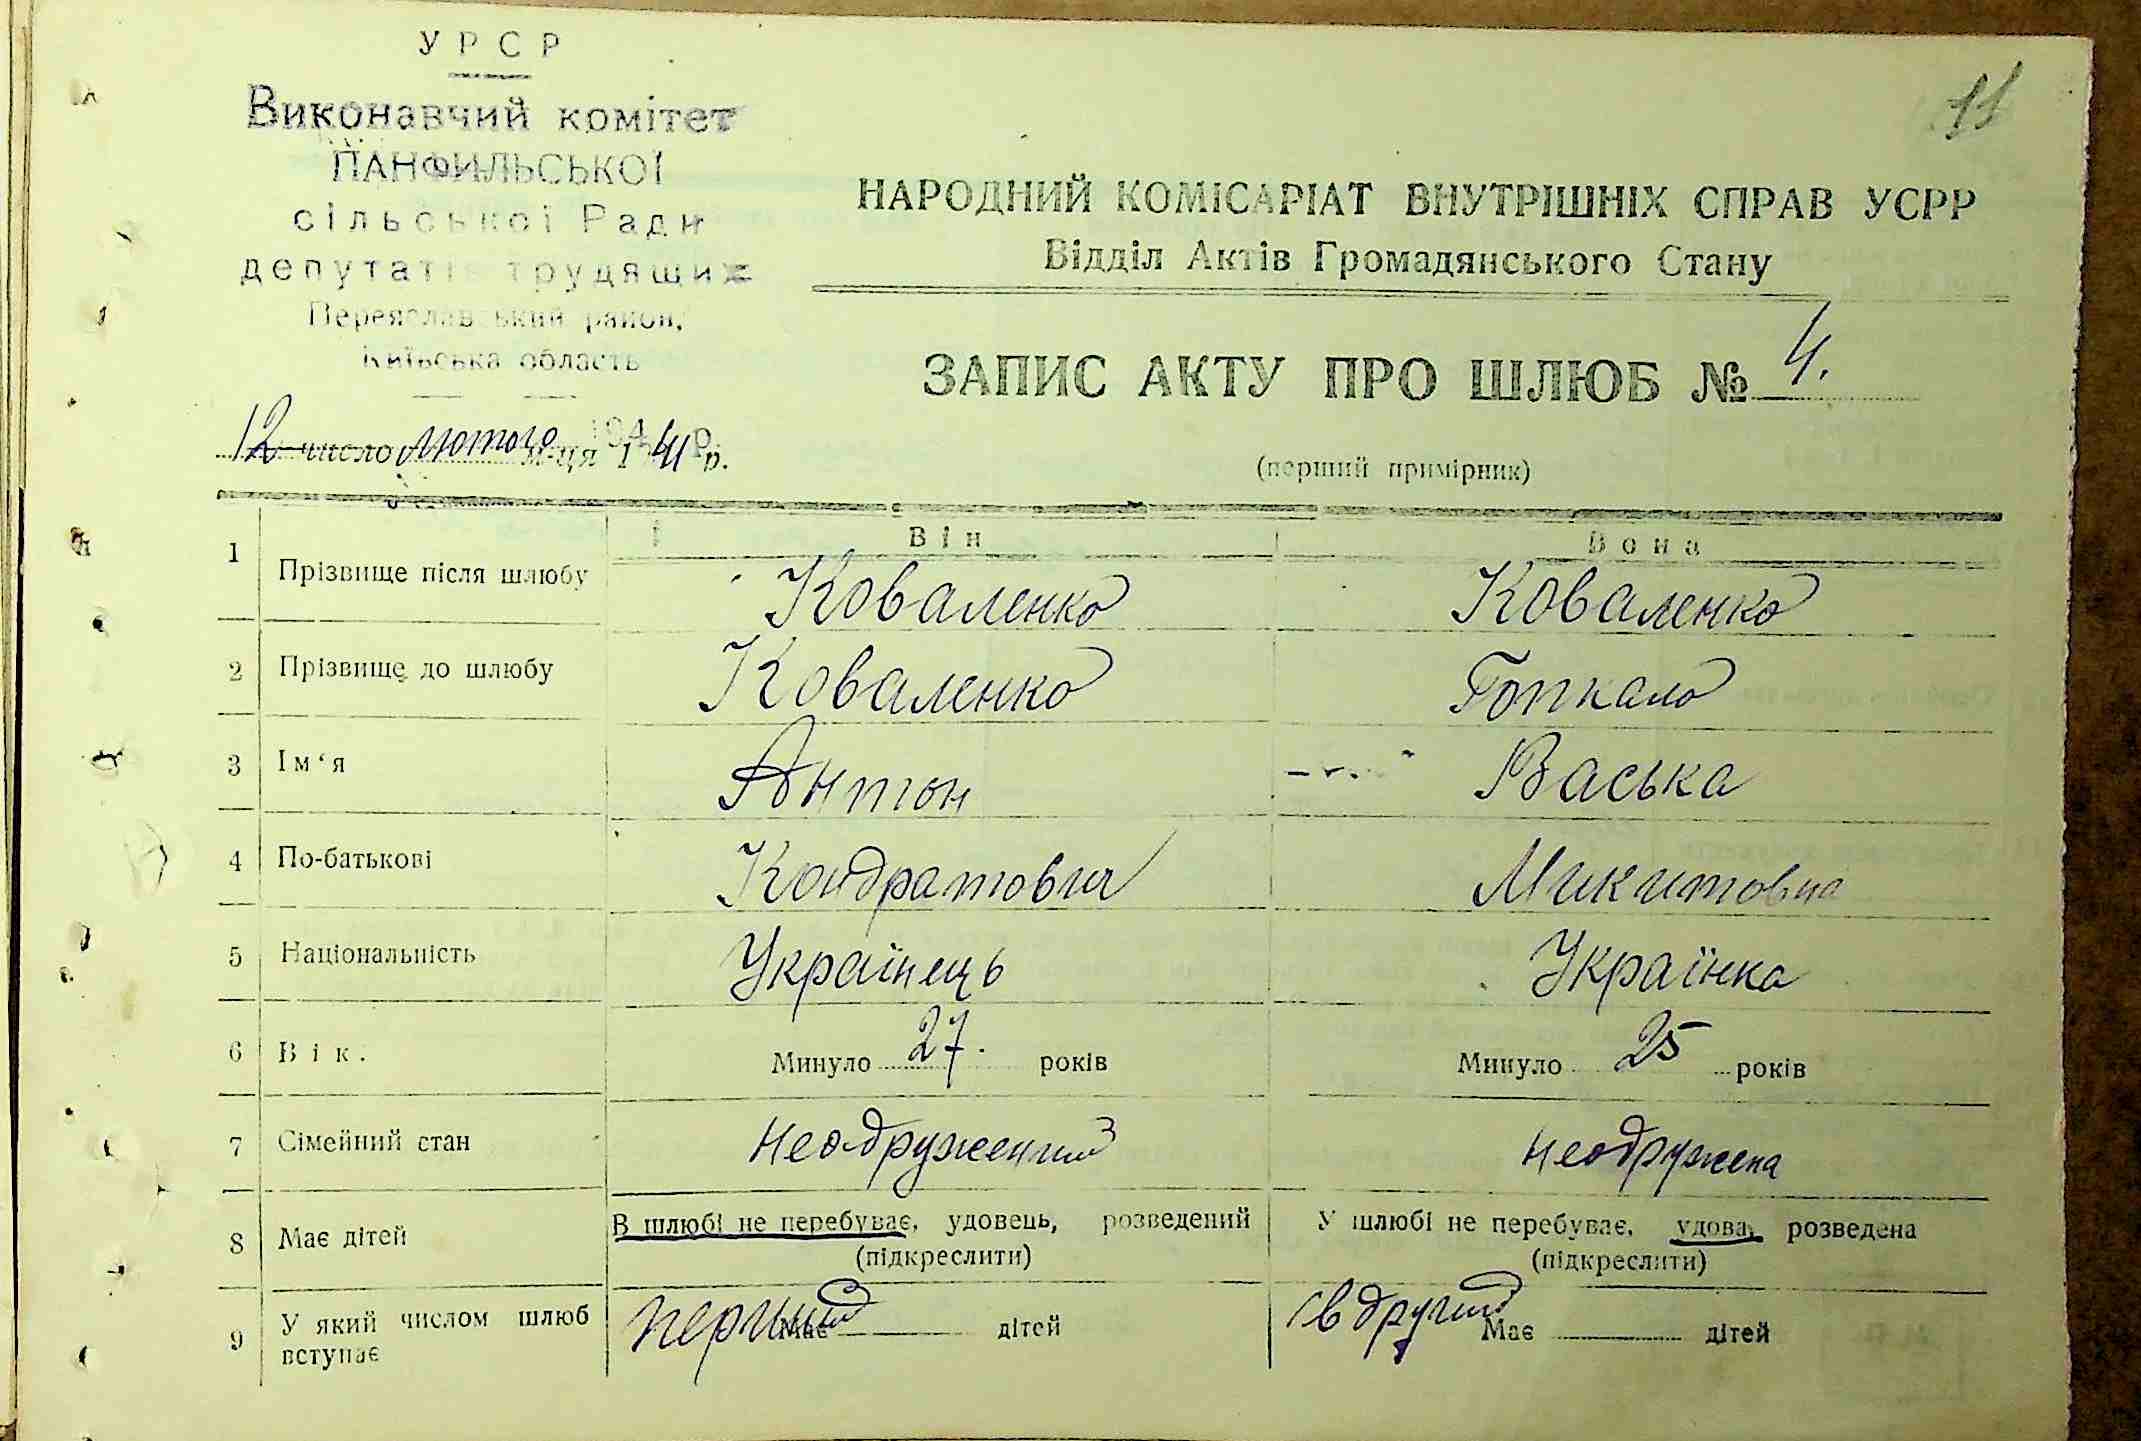 УРСР
Виконавчий комітет
ПАНФИЛЬСЬКОЇ
сільської Ради
депутатів трудящих
Переяславський район,
Київська область
11
НАРОДНИЙ КОМІСАРІАТ ВНУТРІШНІХ СПРАВ УСРР
Відділ Актів Громадянського Стану
ЗАПИС АКТУ ПРО ШЛЮБ № 4.
12 число лютого м-ця 1944 р.
(перший примірник)
Він Вона
1 Прізвище після шлюбу Коваленко Коваленко
2 Прізвище до шлюбу Коваленко Гопкало
3 Ім‘я Антон Васька
4 По-батькові Кондратович Микитовна
5 Національність Українець Українка
6 Вік. Минуло 27. років Минуло 25 років
7 Сімейний стан неодружений неодружена
8 Має дітей В шлюбі не перебуває, удовець, розведений У шлюбі не перебуває, удова, розведена
(підкреслити) (підкреслити)
9 У який числом шлюб вступає перший Має дітей в другий Має дітей